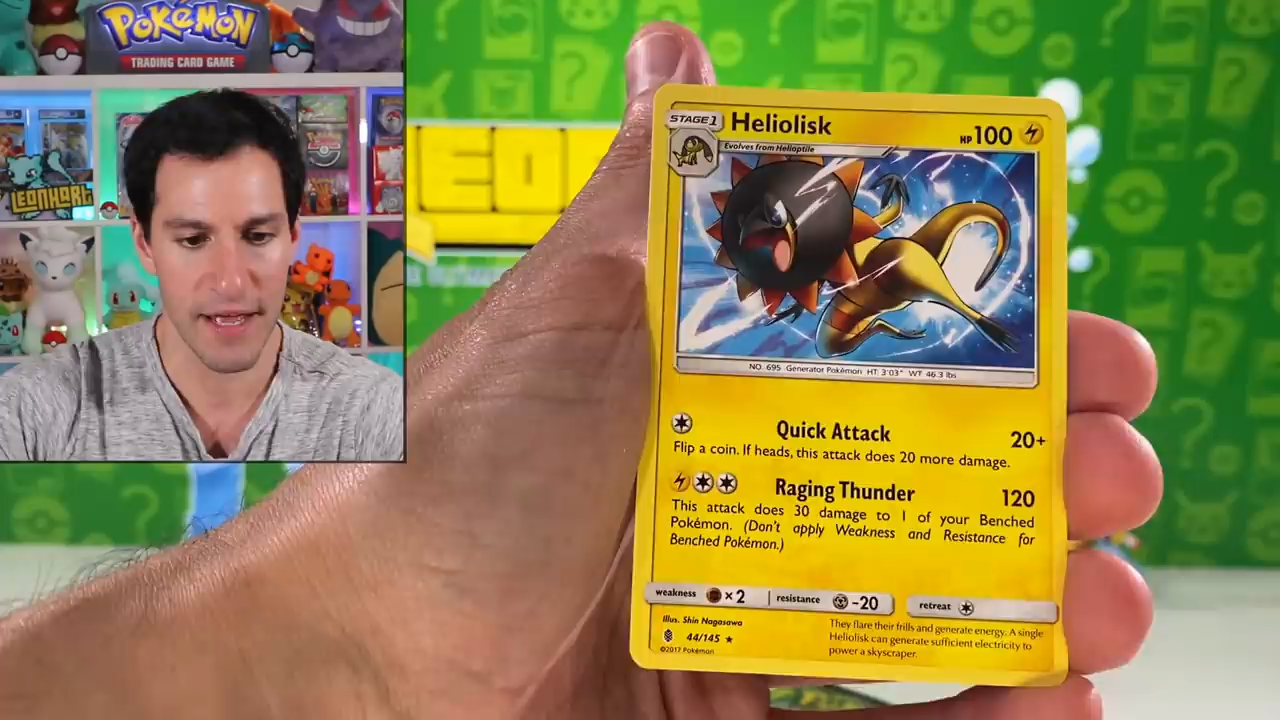 POKéMON
TRADING CARD GAME
LEONHART
STAGE 1
Heliolisk
HP 100
Evolves from Helioptile
NO. 695 Generator Pokémon HT: 3'03" WT: 46.3 lbs
Quick Attack 20+
Flip a coin. If heads, this attack does 20 more damage.
Raging Thunder 120
This attack does 30 damage to 1 of your Benched
Pokémon. (Don't apply Weakness and Resistance for
Benched Pokémon.)
weakness ×2 resistance -20 retreat
Illus. Shin Nagasawa
44/145
©2017 Pokémon
They flare their frills and generate energy. A single
Heliolisk can generate sufficient electricity to
power a skyscraper.